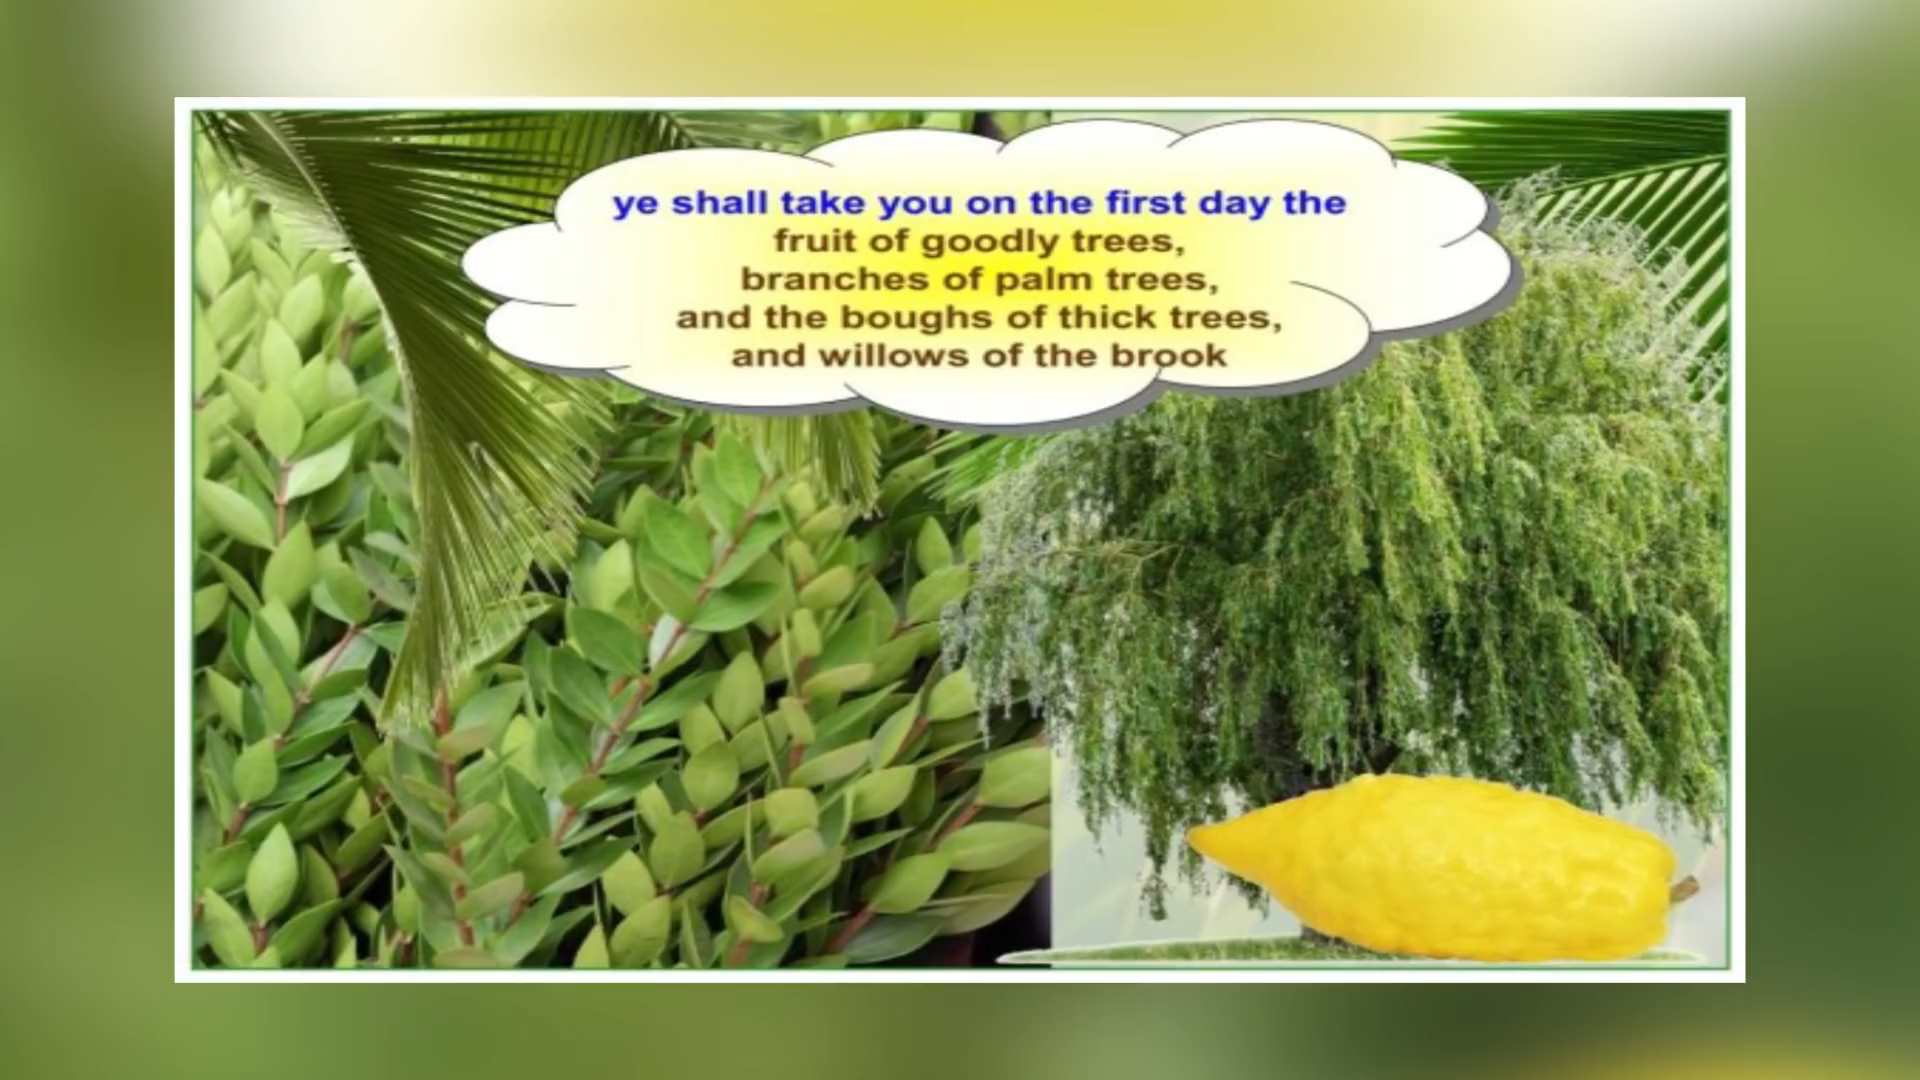 ye shall take you on the first day the
fruit of goodly trees,
branches of palm trees,
and the boughs of thick trees,
and willows of the brook